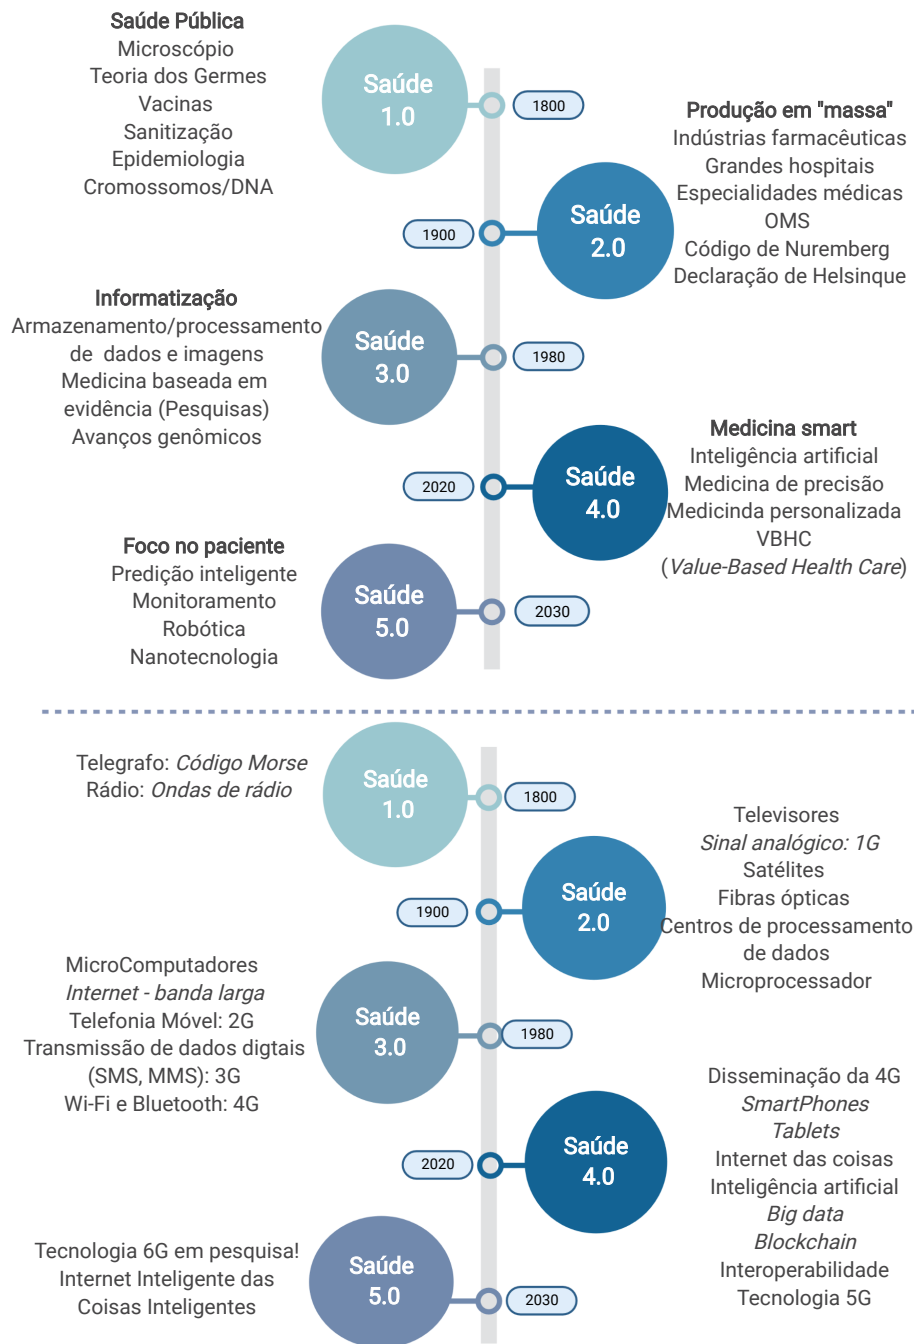 Saúde Pública
Microscópio
Teoria dos Germes
Vacinas
Sanitização
Epidemiologia
Cromossomos/DNA
Saúde
1.0
1800
Produção em "massa"
Indústrias farmacêuticas
Grandes hospitais
Especialidades médicas
OMS
Código de Nuremberg
Declaração de Helsinque
Saúde
2.0
1900
Informatização
Armazenamento/processamento
de dados e imagens
Medicina baseada em
evidência (Pesquisas)
Avanços genômicos
Saúde
3.0
1980
Medicina smart
Inteligência artificial
Medicina de precisão
Medicinda personalizada
VBHC
(Value-Based Health Care)
Saúde
4.0
2020
Foco no paciente
Predição inteligente
Monitoramento
Robótica
Nanotecnologia
Saúde
5.0
2030
Telegrafo: Código Morse
Rádio: Ondas de rádio
Saúde
1.0
1800
Televisores
Sinal analógico: 1G
Satélites
Fibras ópticas
Centros de processamento
de dados
Microprocessador
Saúde
2.0
1900
MicroComputadores
Internet - banda larga
Telefonia Móvel: 2G
Transmissão de dados digtais
(SMS, MMS): 3G
Wi-Fi e Bluetooth: 4G
Saúde
3.0
1980
Disseminação da 4G
SmartPhones
Tablets
Internet das coisas
Inteligência artificial
Big data
Blockchain
Interoperabilidade
Tecnologia 5G
Saúde
4.0
2020
Tecnologia 6G em pesquisa!
Internet Inteligente das
Coisas Inteligentes
Saúde
5.0
2030